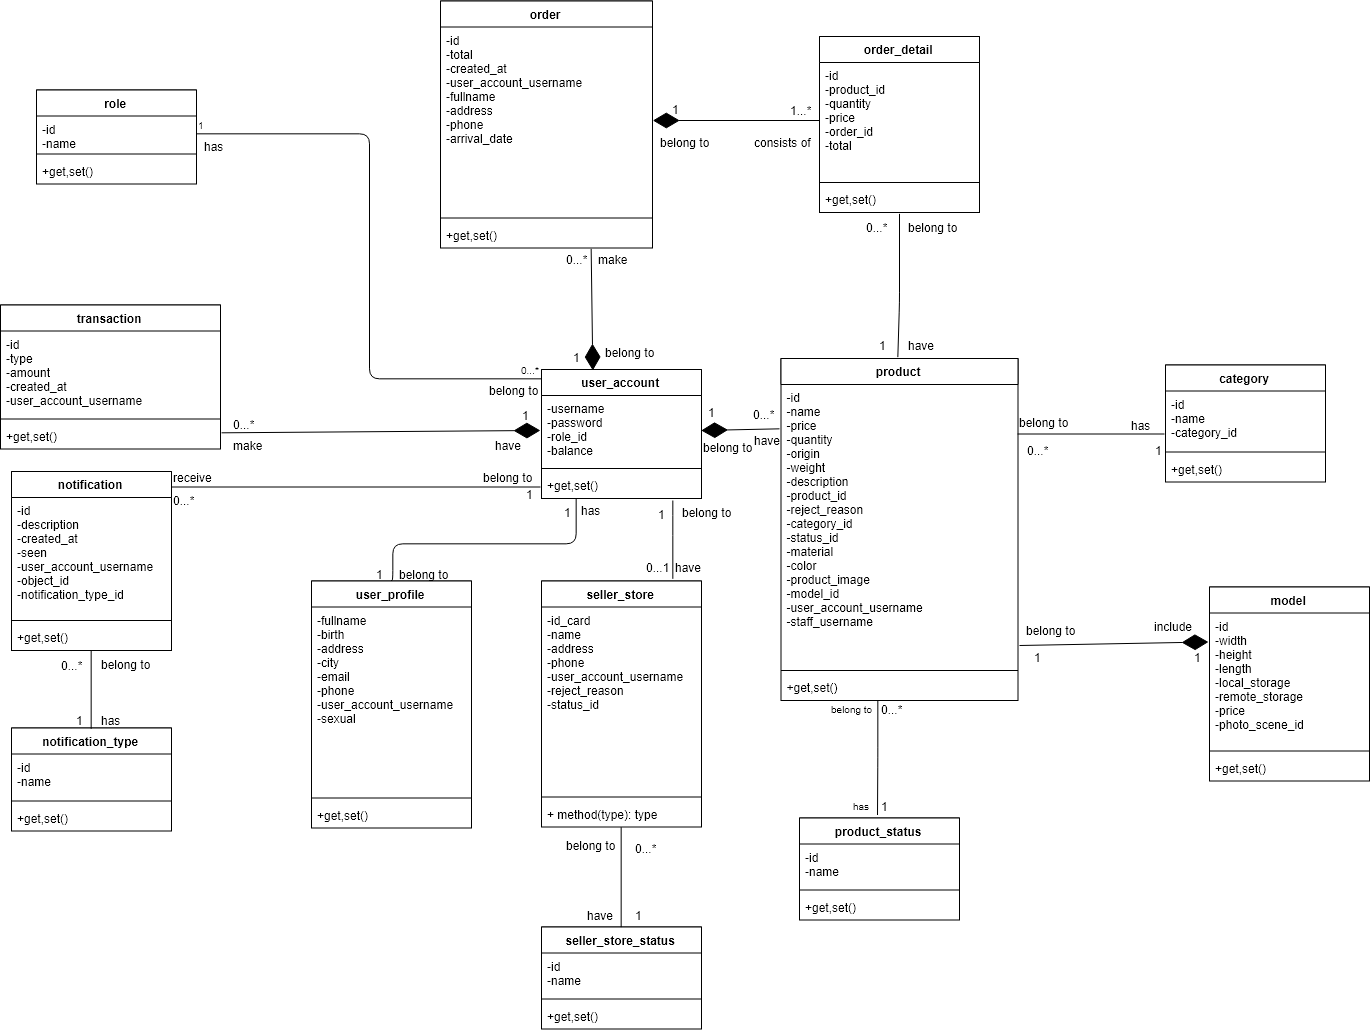 order
-id
-total
-created_at
-user_account_username
-fullname
-address
-phone
-arrival_date
+get,set()
order_detail
-id
-product_id
-quantity
-price
-order_id
-total
+get,set()
1
1...*
belong to
consists of
role
-id
-name
+get,set()
1
has
0...*
make
0...*
belong to
1
belong to
1
have
transaction
-id
-type
-amount
-created_at
-user_account_username
+get,set()
0...*
make
0...*
belong to
1
have
user_account
-username
-password
-role_id
-balance
+get,set()
1
0...*
belong to
have
product
-id
-name
-price
-quantity
-origin
-weight
-description
-product_id
-reject_reason
-category_id
-status_id
-material
-color
-product_image
-model_id
-user_account_username
-staff_username
+get,set()
belong to
has
0...*
1
category
-id
-name
-category_id
+get,set()
notification
-id
-description
-created_at
-seen
-user_account_username
-object_id
-notification_type_id
+get,set()
receive
0...*
belong to
1
1
has
1
belong to
1
belong to
0...1
have
user_profile
-fullname
-birth
-address
-city
-email
-phone
-user_account_username
-sexual
+get,set()
seller_store
-id_card
-name
-address
-phone
-user_account_username
-reject_reason
-status_id
+ method(type): type
belong to
include
1
1
model
-id
-width
-height
-length
-local_storage
-remote_storage
-price
-photo_scene_id
+get,set()
0...*
belong to
1
has
notification_type
-id
-name
+get,set()
belong to
0...*
has
1
product_status
-id
-name
+get,set()
belong to
0...*
have
1
seller_store_status
-id
-name
+get,set()